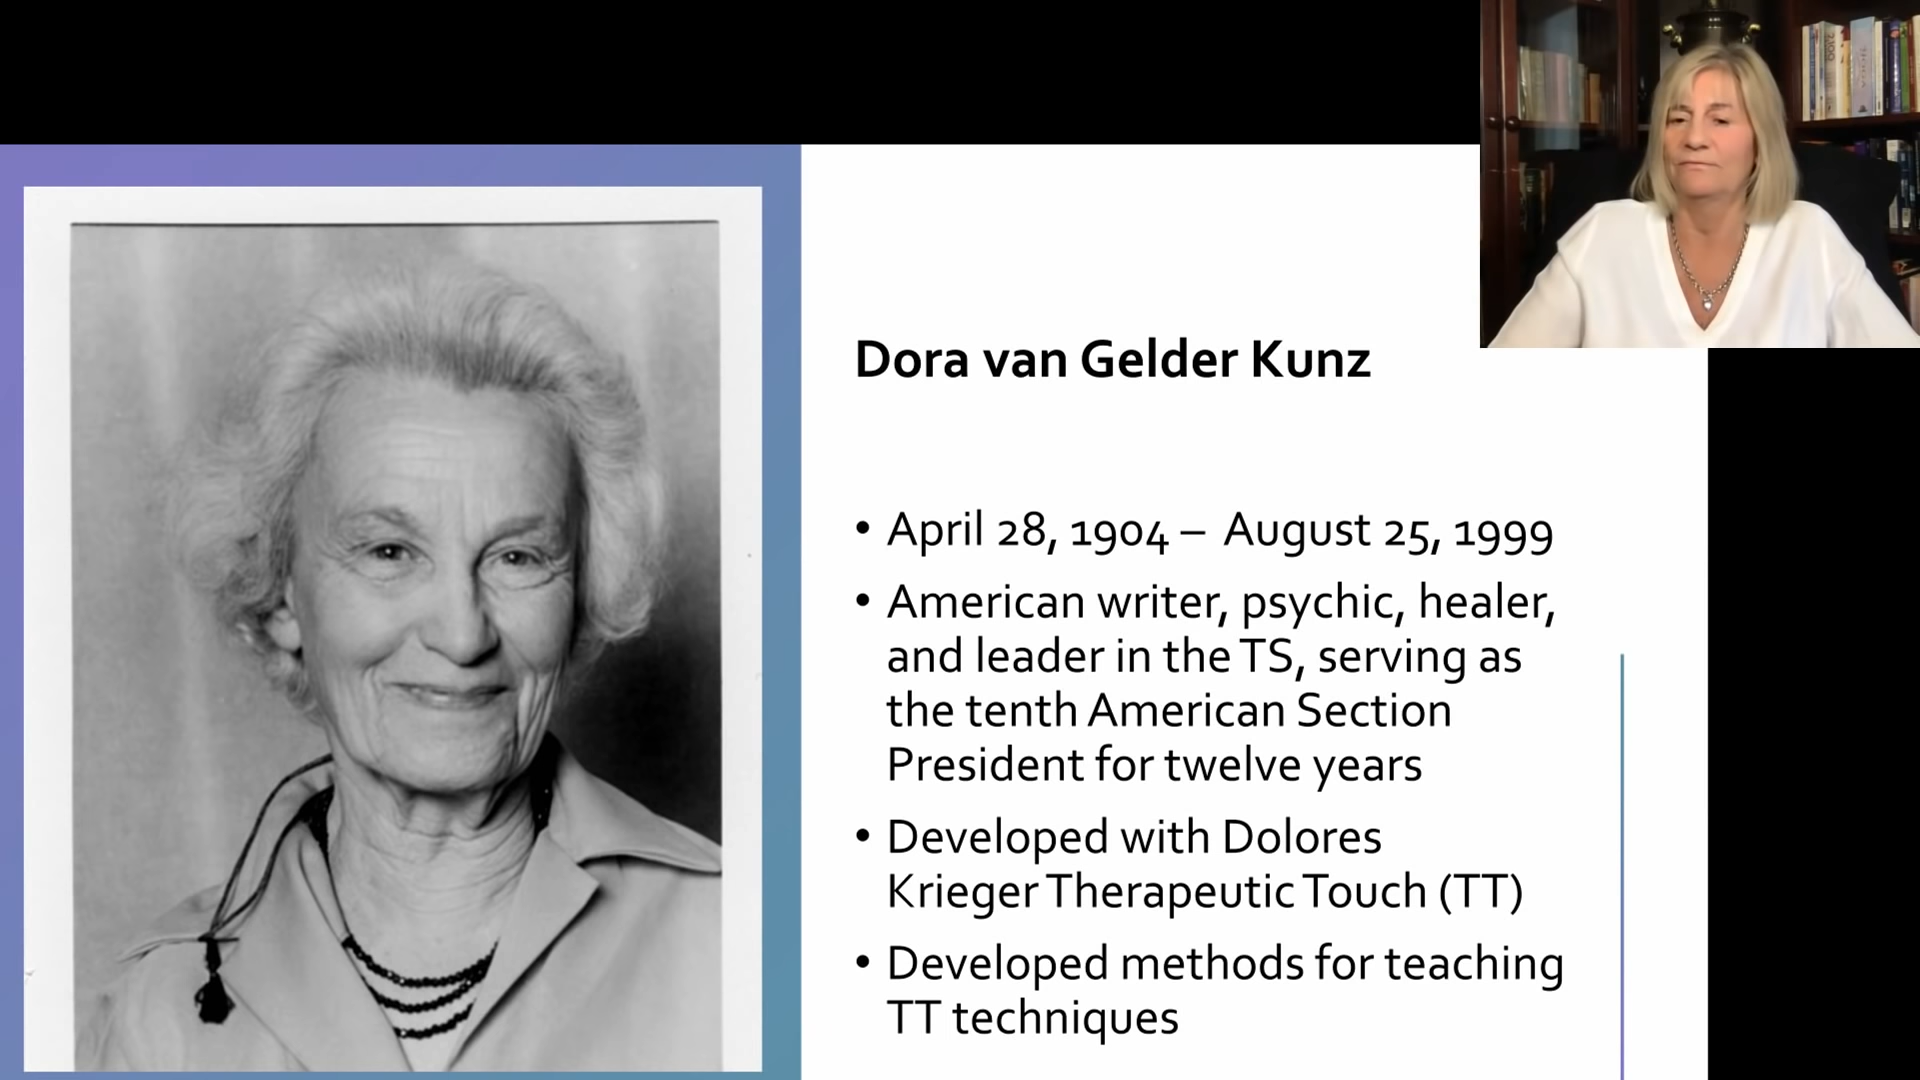 Dora van Gelder Kunz
• April 28, 1904 – August 25, 1999
• American writer, psychic, healer,
and leader in the TS, serving as
the tenth American Section
President for twelve years
• Developed with Dolores
Krieger Therapeutic Touch (TT)
• Developed methods for teaching
TT techniques